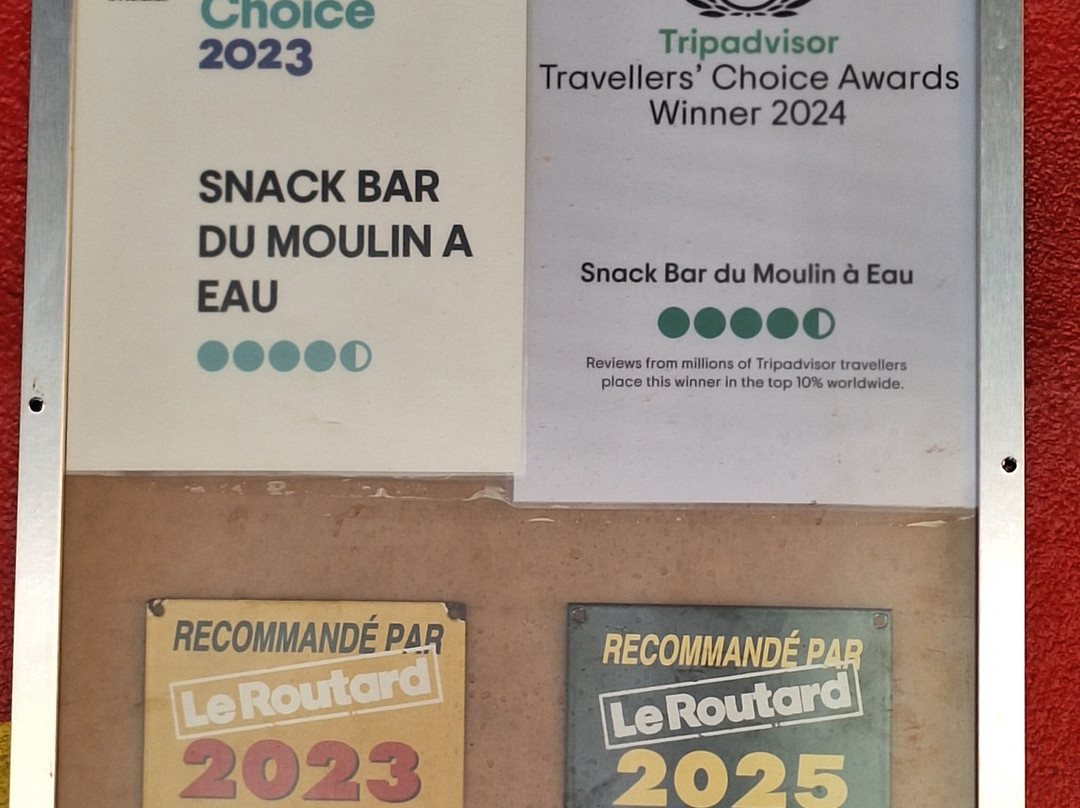 Choice
2023
SNACK BAR
DU MOULIN A
EAU
Tripadvisor
Travellers' Choice Awards
Winner 2024
Snack Bar du Moulin à Eau
Reviews from millions of Tripadvisor travellers
place this winner in the top 10% worldwide.
RECOMMANDÉ PAR
Le Routard
2023
RECOMMANDÉ PAR
Le Routard
2025